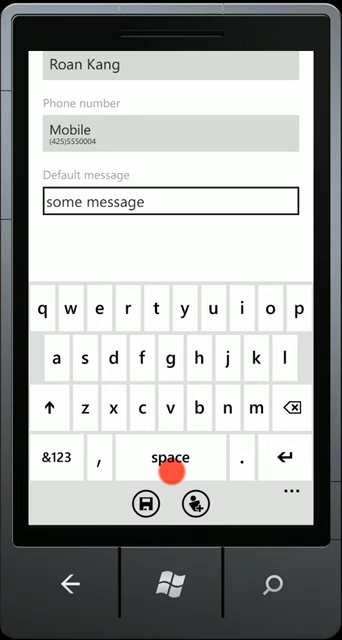 Roan Kang
Phone number
Mobile
(425)5550004
Default message
some message
q w e r t y u i o p
a s d f g h j k l
z x c v b n m
&123 , space .